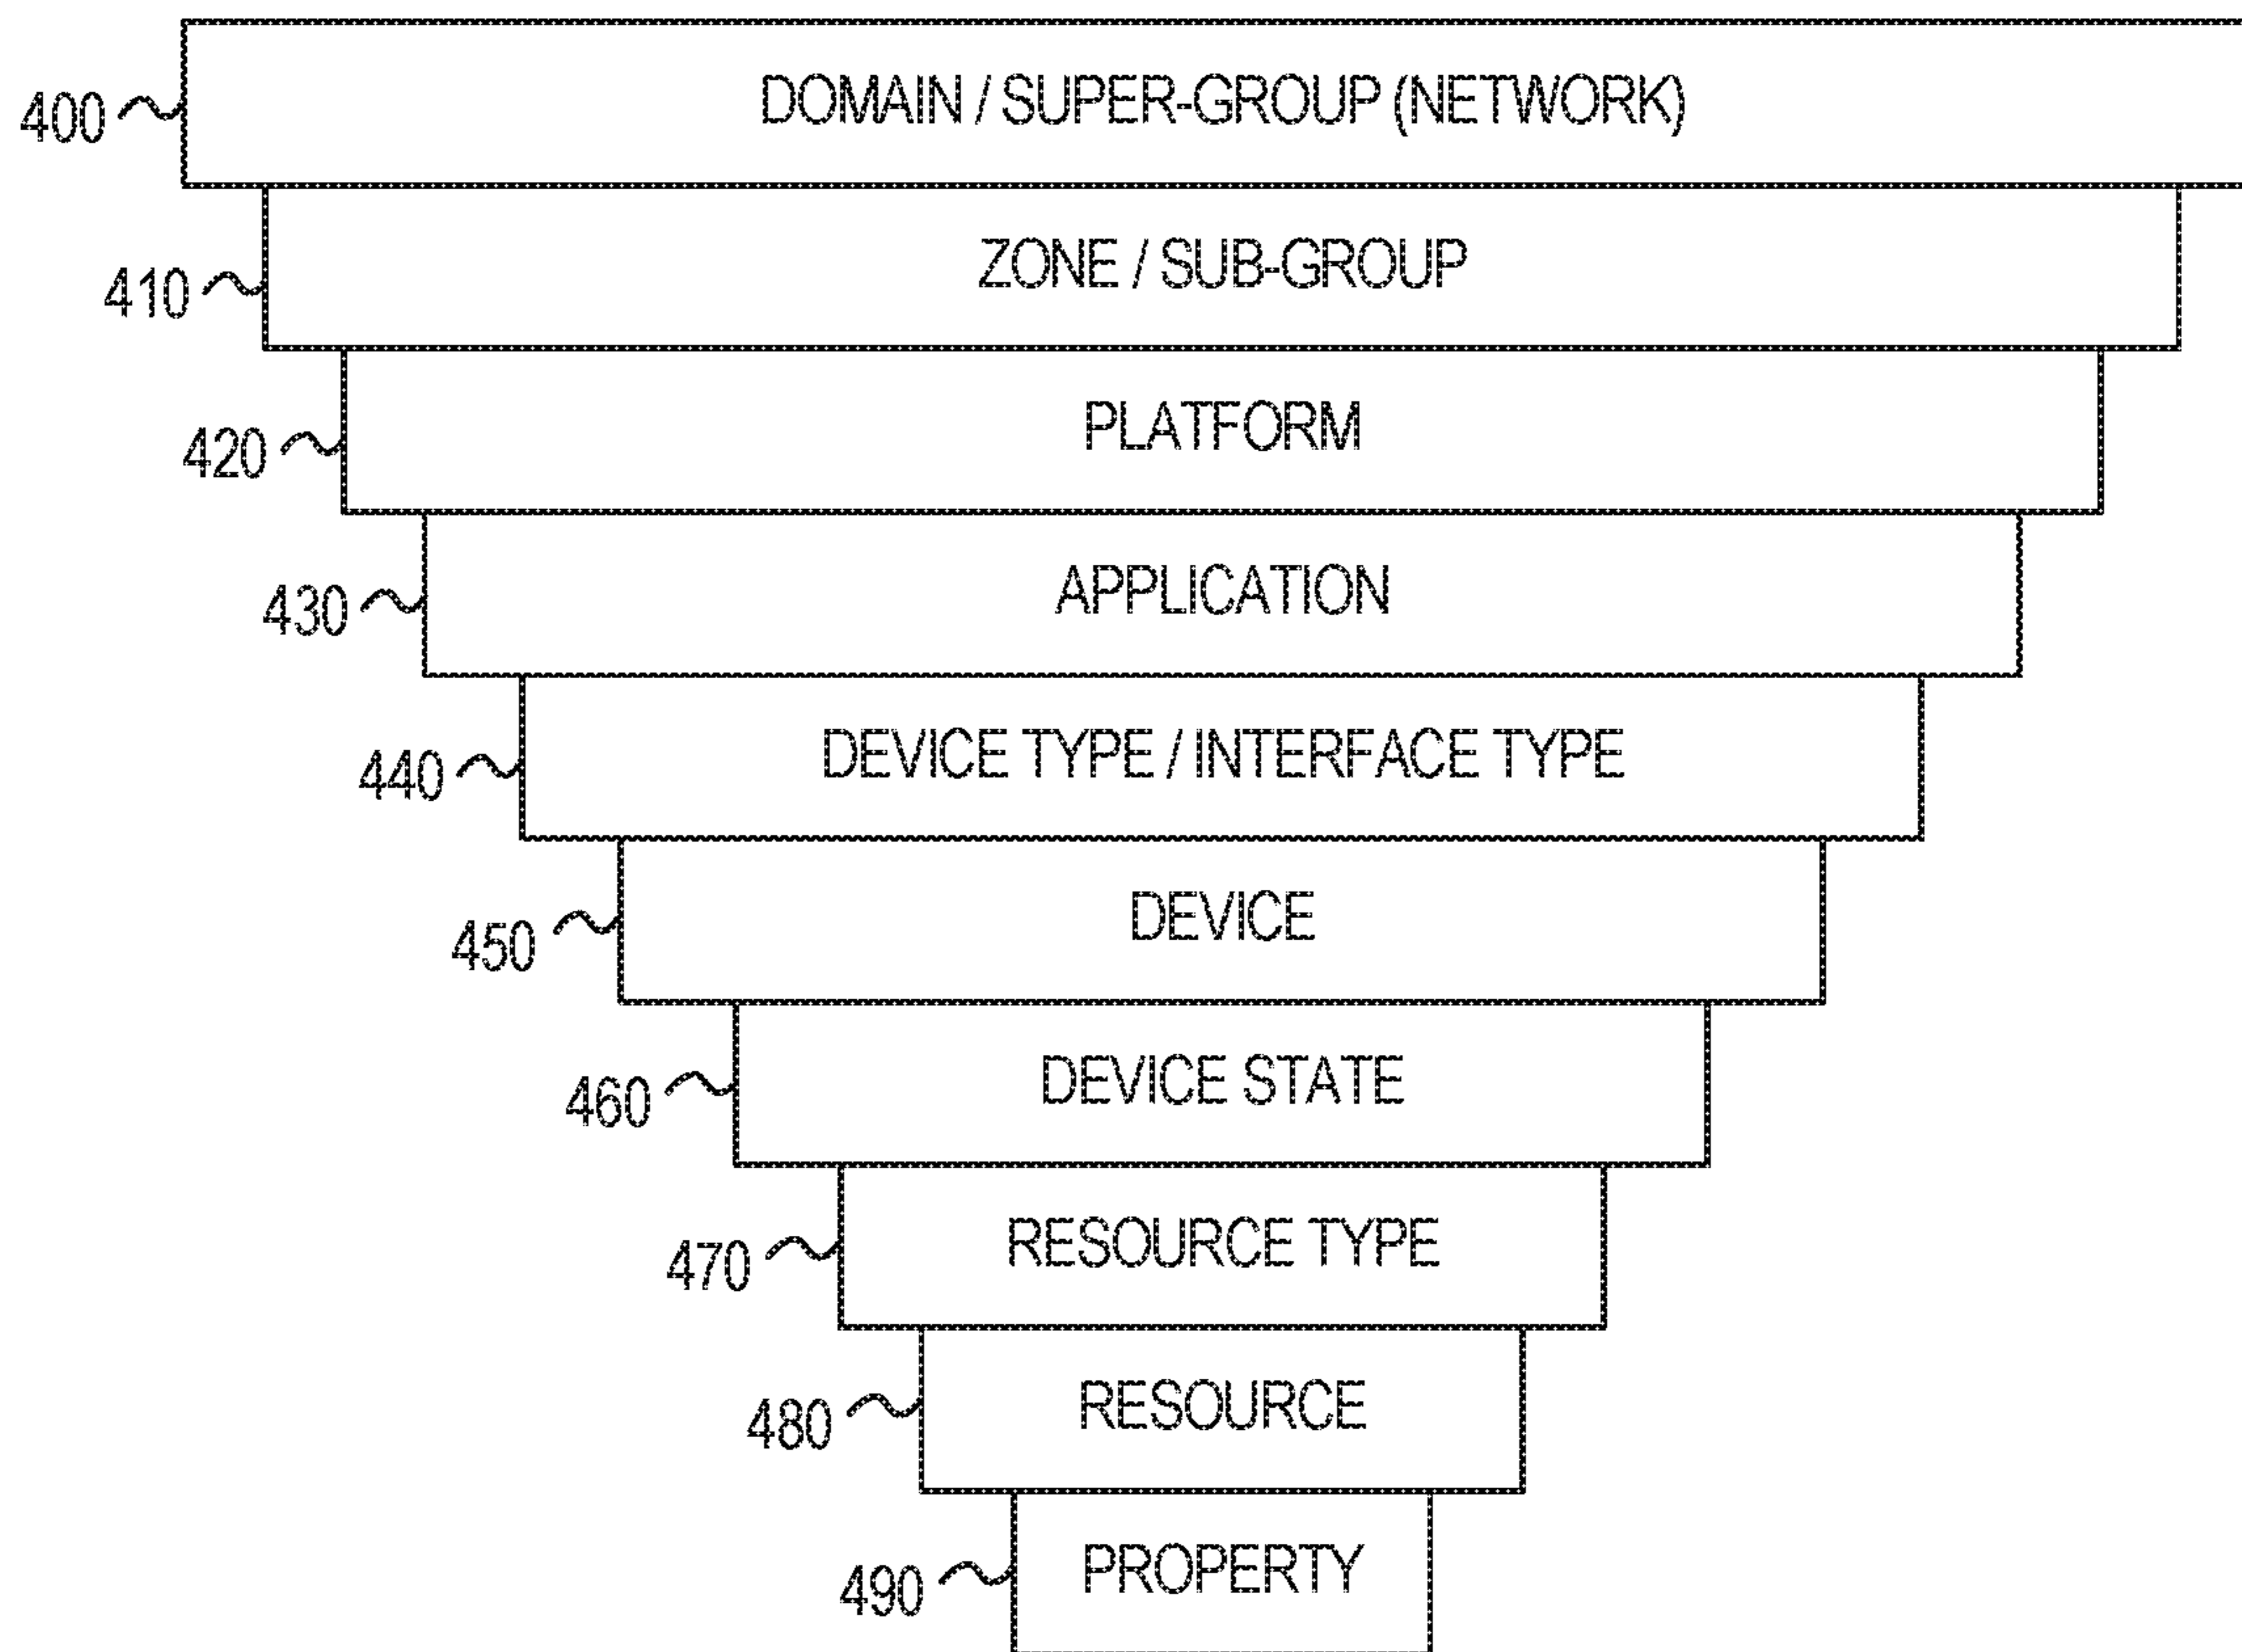 400 DOMAIN / SUPER-GROUP (NETWORK)
410 ZONE / SUB-GROUP
420 PLATFORM
430 APPLICATION
440 DEVICE TYPE / INTERFACE TYPE
450 DEVICE
460 DEVICE STATE
470 RESOURCE TYPE
480 RESOURCE
490 PROPERTY